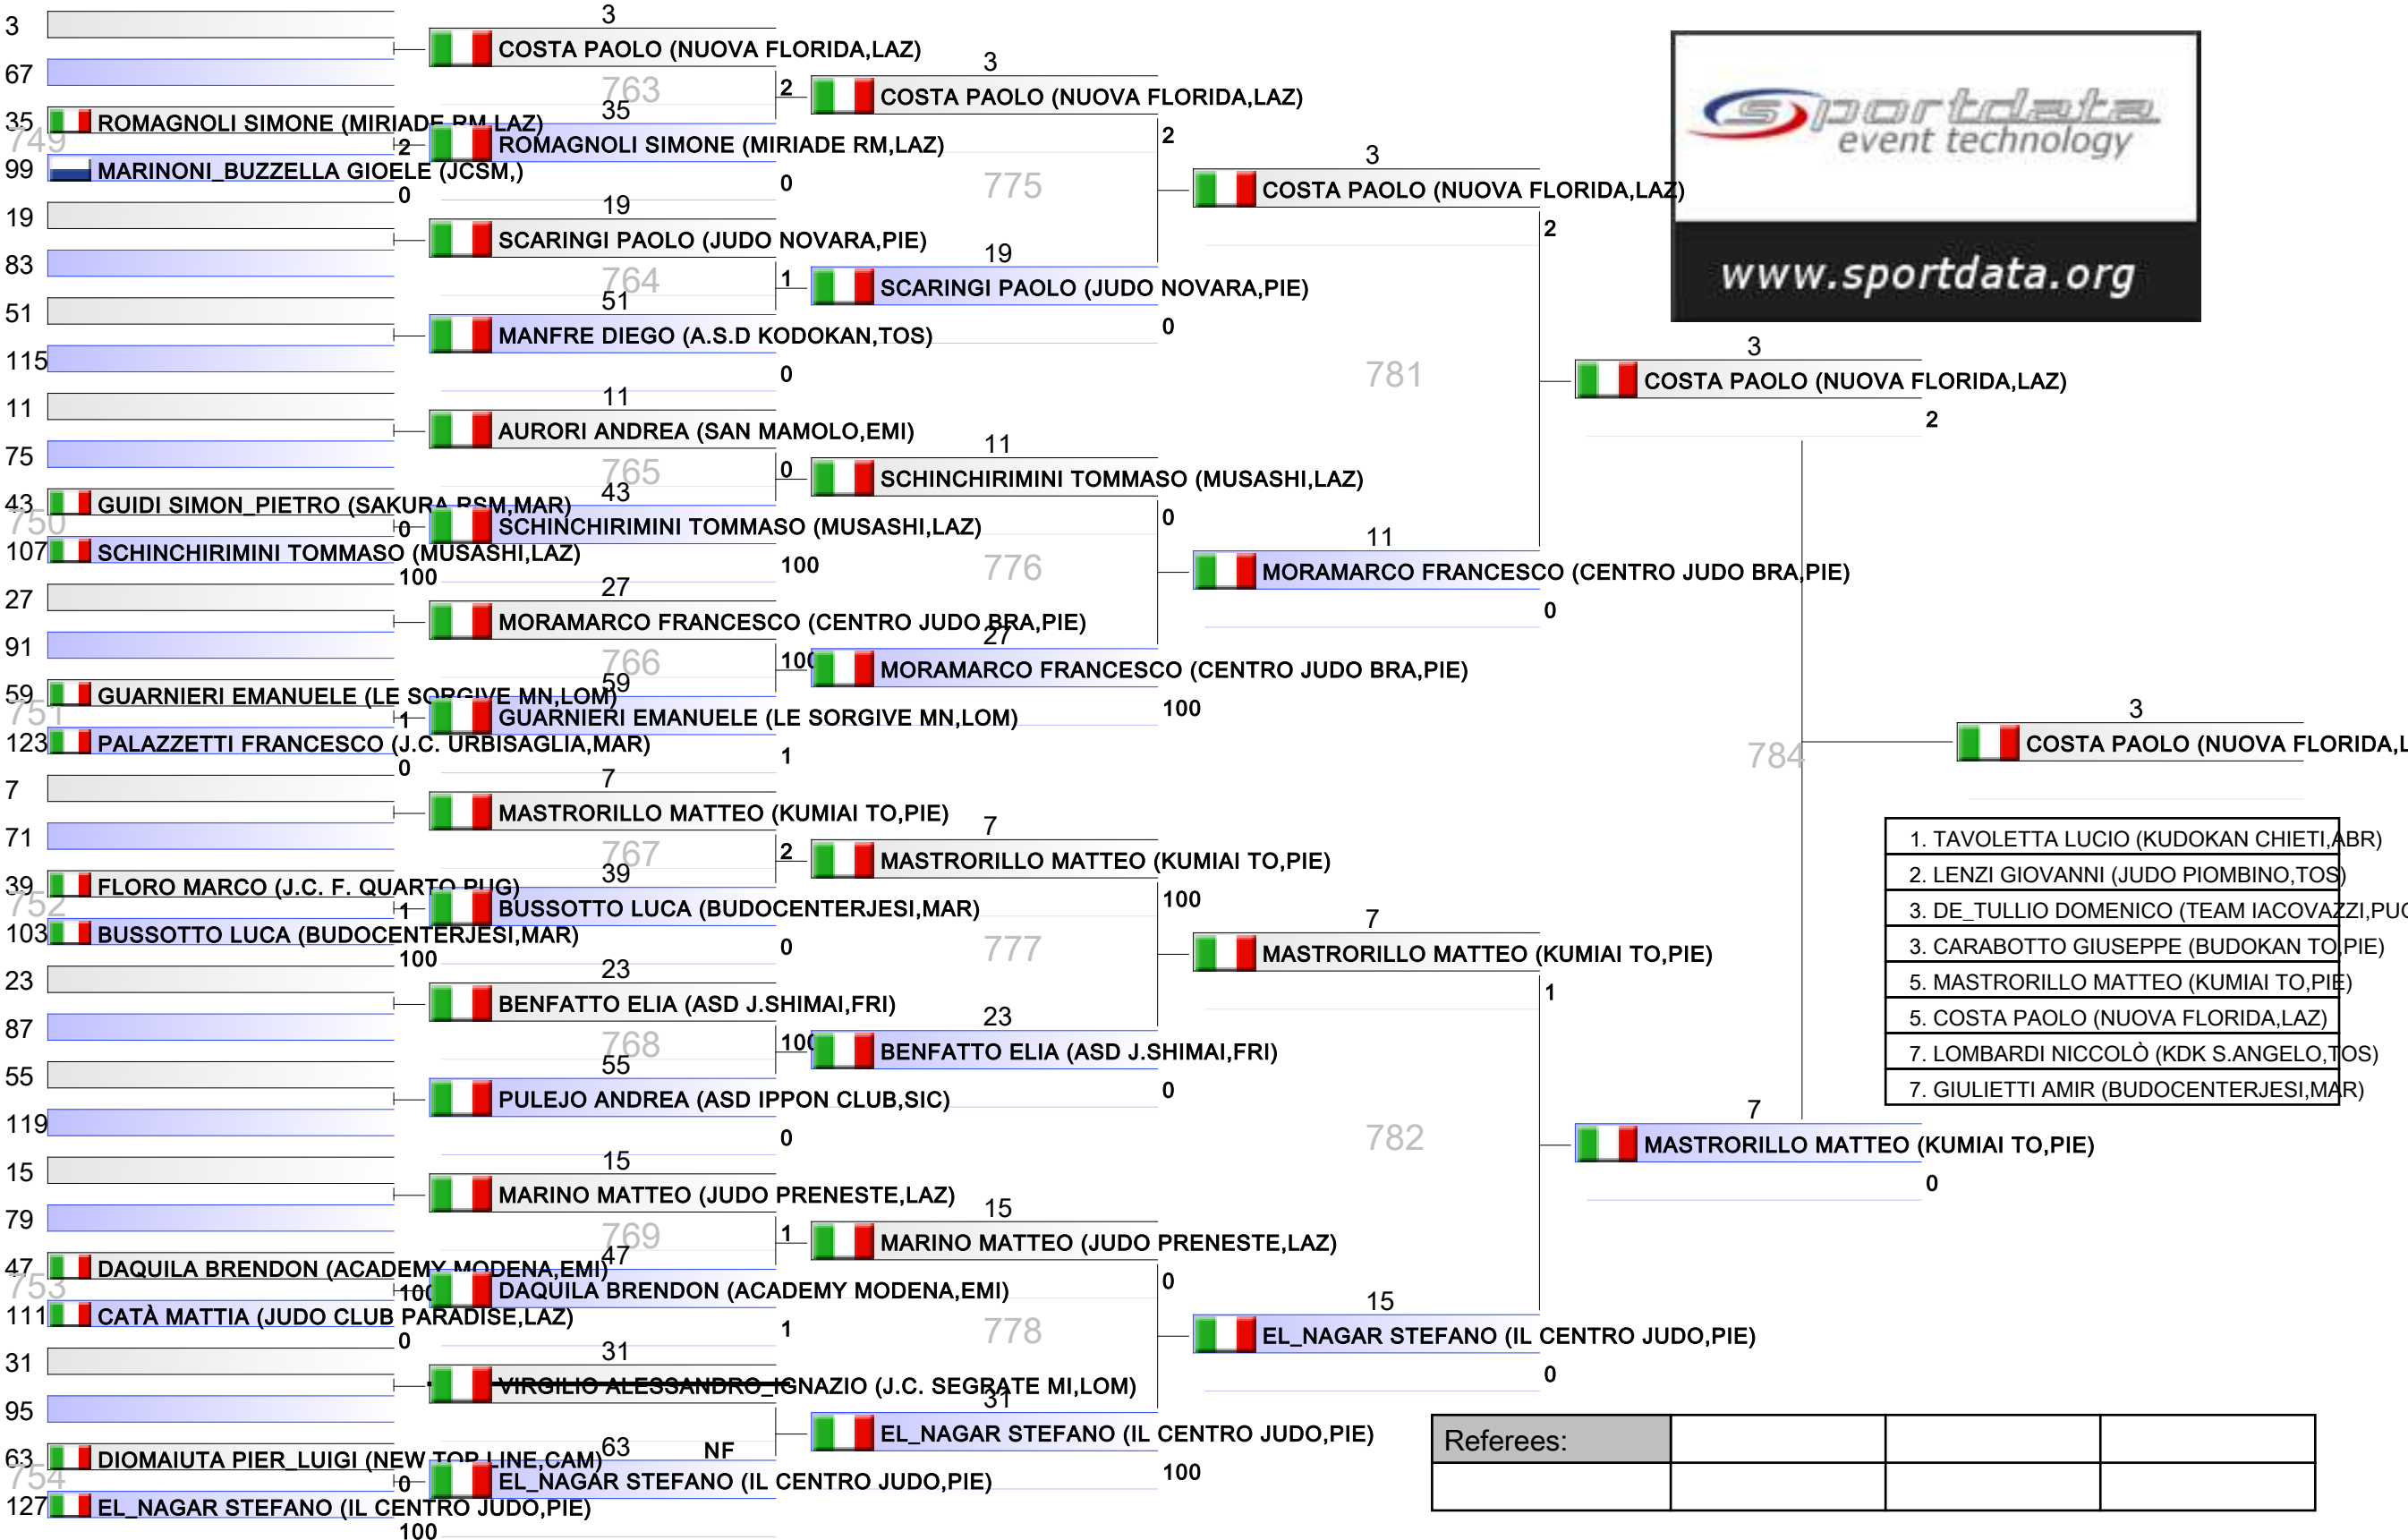 3
COSTA PAOLO (NUOVA FLORIDA,LAZ)
3
67
763
2
0
35
ROMAGNOLI SIMONE (MIRIADE RM,LAZ)
749
2
99
MARINONI_BUZZELLA GIOELE (JCSM,)
0
35
ROMAGNOLI SIMONE (MIRIADE RM,LAZ)
19
83
19
SCARINGI PAOLO (JUDO NOVARA,PIE)
764
1
0
51
115
51
MANFRE DIEGO (A.S.D KODOKAN,TOS)
11
75
11
AURORI ANDREA (SAN MAMOLO,EMI)
765
0
100
43
GUIDI SIMON_PIETRO (SAKURA RSM,MAR)
750
0
107
SCHINCHIRIMINI TOMMASO (MUSASHI,LAZ)
100
43
SCHINCHIRIMINI TOMMASO (MUSASHI,LAZ)
27
91
27
MORAMARCO FRANCESCO (CENTRO JUDO BRA,PIE)
766
100
1
59
GUARNIERI EMANUELE (LE SORGIVE MN,LOM)
751
1
123
PALAZZETTI FRANCESCO (J.C. URBISAGLIA,MAR)
0
59
GUARNIERI EMANUELE (LE SORGIVE MN,LOM)
7
71
7
MASTRORILLO MATTEO (KUMIAI TO,PIE)
767
2
0
39
FLORO MARCO (J.C. F. QUARTO,PUG)
752
1
103
BUSSOTTO LUCA (BUDOCENTERJESI,MAR)
100
39
BUSSOTTO LUCA (BUDOCENTERJESI,MAR)
23
87
23
BENFATTO ELIA (ASD J.SHIMAI,FRI)
768
100
0
55
119
55
PULEJO ANDREA (ASD IPPON CLUB,SIC)
15
79
15
MARINO MATTEO (JUDO PRENESTE,LAZ)
769
1
1
47
DAQUILA BRENDON (ACADEMY MODENA,EMI)
753
100
111
CATÀ MATTIA (JUDO CLUB PARADISE,LAZ)
0
47
DAQUILA BRENDON (ACADEMY MODENA,EMI)
31
95
31
VIRGILIO ALESSANDRO_IGNAZIO (J.C. SEGRATE MI,LOM)
NF
63
DIOMAIUTA PIER_LUIGI (NEW TOP LINE,CAM)
754
0
127
EL_NAGAR STEFANO (IL CENTRO JUDO,PIE)
100
63
EL_NAGAR STEFANO (IL CENTRO JUDO,PIE)
3
COSTA PAOLO (NUOVA FLORIDA,LAZ)
2
775
19
SCARINGI PAOLO (JUDO NOVARA,PIE)
0
11
SCHINCHIRIMINI TOMMASO (MUSASHI,LAZ)
0
776
27
MORAMARCO FRANCESCO (CENTRO JUDO BRA,PIE)
100
7
MASTRORILLO MATTEO (KUMIAI TO,PIE)
100
777
23
BENFATTO ELIA (ASD J.SHIMAI,FRI)
0
15
MARINO MATTEO (JUDO PRENESTE,LAZ)
0
778
31
EL_NAGAR STEFANO (IL CENTRO JUDO,PIE)
100
3
COSTA PAOLO (NUOVA FLORIDA,LAZ)
2
781
11
MORAMARCO FRANCESCO (CENTRO JUDO BRA,PIE)
0
7
MASTRORILLO MATTEO (KUMIAI TO,PIE)
1
782
15
EL_NAGAR STEFANO (IL CENTRO JUDO,PIE)
0
sportdata
event technology
www.sportdata.org
3
COSTA PAOLO (NUOVA FLORIDA,LAZ)
2
784
7
MASTRORILLO MATTEO (KUMIAI TO,PIE)
0
3
COSTA PAOLO (NUOVA FLORIDA,L
1. TAVOLETTA LUCIO (KUDOKAN CHIETI,ABR)
2. LENZI GIOVANNI (JUDO PIOMBINO,TOS)
3. DE_TULLIO DOMENICO (TEAM IACOVAZZI,PUG
3. CARABOTTO GIUSEPPE (BUDOKAN TO,PIE)
5. MASTRORILLO MATTEO (KUMIAI TO,PIE)
5. COSTA PAOLO (NUOVA FLORIDA,LAZ)
7. LOMBARDI NICCOLÒ (KDK S.ANGELO,TOS)
7. GIULIETTI AMIR (BUDOCENTERJESI,MAR)
Referees: